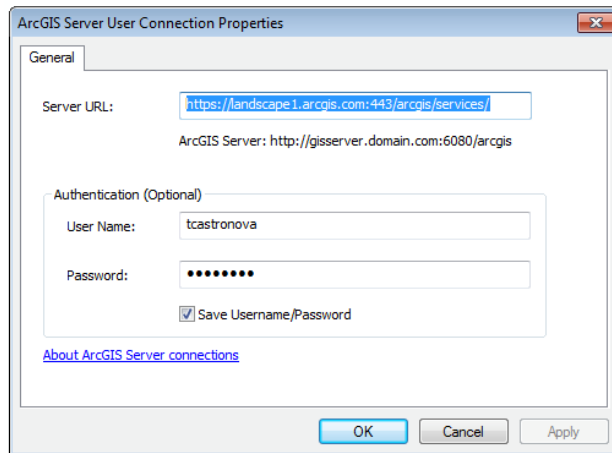 ArcGIS Server User Connection Properties
General
Server URL: https://landscape1.arcgis.com:443/arcgis/services/
ArcGIS Server: http://gisserver.domain.com:6080/arcgis
Authentication (Optional)
User Name: tcastronova
Password: ••••••••
Save Username/Password
About ArcGIS Server connections
OK Cancel Apply